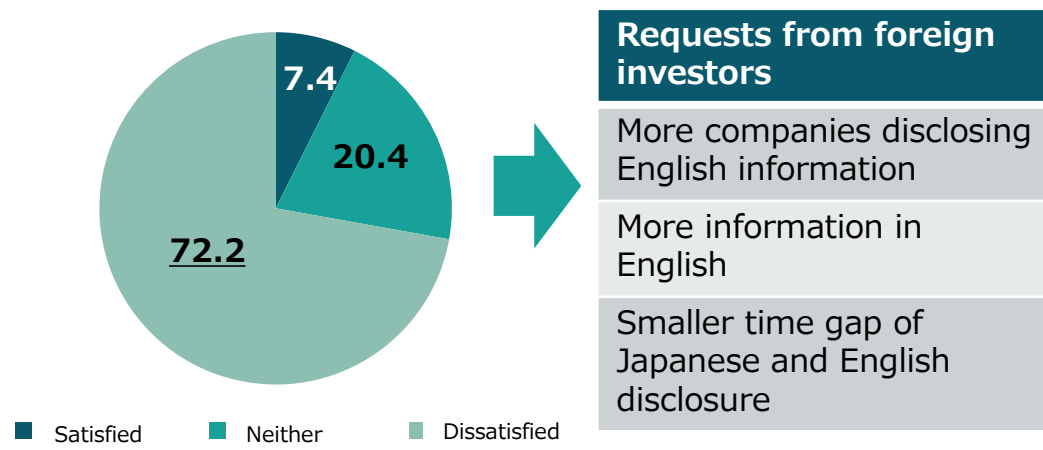 7.4
20.4
72.2
Satisfied
Neither
Dissatisfied
Requests from foreign
investors
More companies disclosing
English information
More information in
English
Smaller time gap of
Japanese and English
disclosure